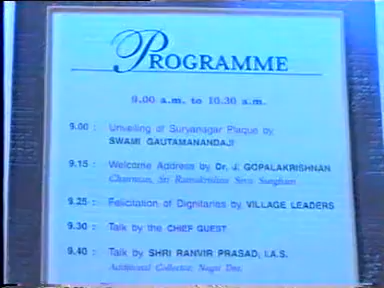 PROGRAMME
9.00 a.m. to 10.30 a.m.
9.00 : Unveiling of Suryanagar Plaque by
SWAMI GAUTAMANANDAJI
9.15 : Welcome Address by Dr. J. GOPALAKRISHNAN
Chairman, Sri Ramakrishna Seva Sangham
9.25 : Felicitation of Dignitaries by VILLAGE LEADERS
9.30 : Talk by the CHIEF GUEST
9.40 : Talk by SHRI RANVIR PRASAD, I.A.S.
Additional Collector, Nagai Dist.